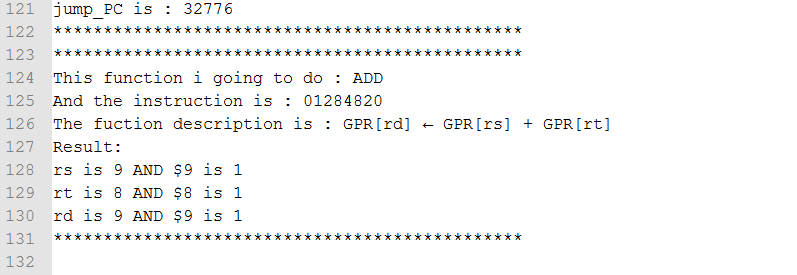 121 jump_PC is : 32776
122 ***********************************************
123 ***********************************************
124 This function i going to do : ADD
125 And the instruction is : 01284820
126 The fuction description is : GPR[rd] ← GPR[rs] + GPR[rt]
127 Result:
128 rs is 9 AND $9 is 1
129 rt is 8 AND $8 is 1
130 rd is 9 AND $9 is 1
131 ***********************************************
132